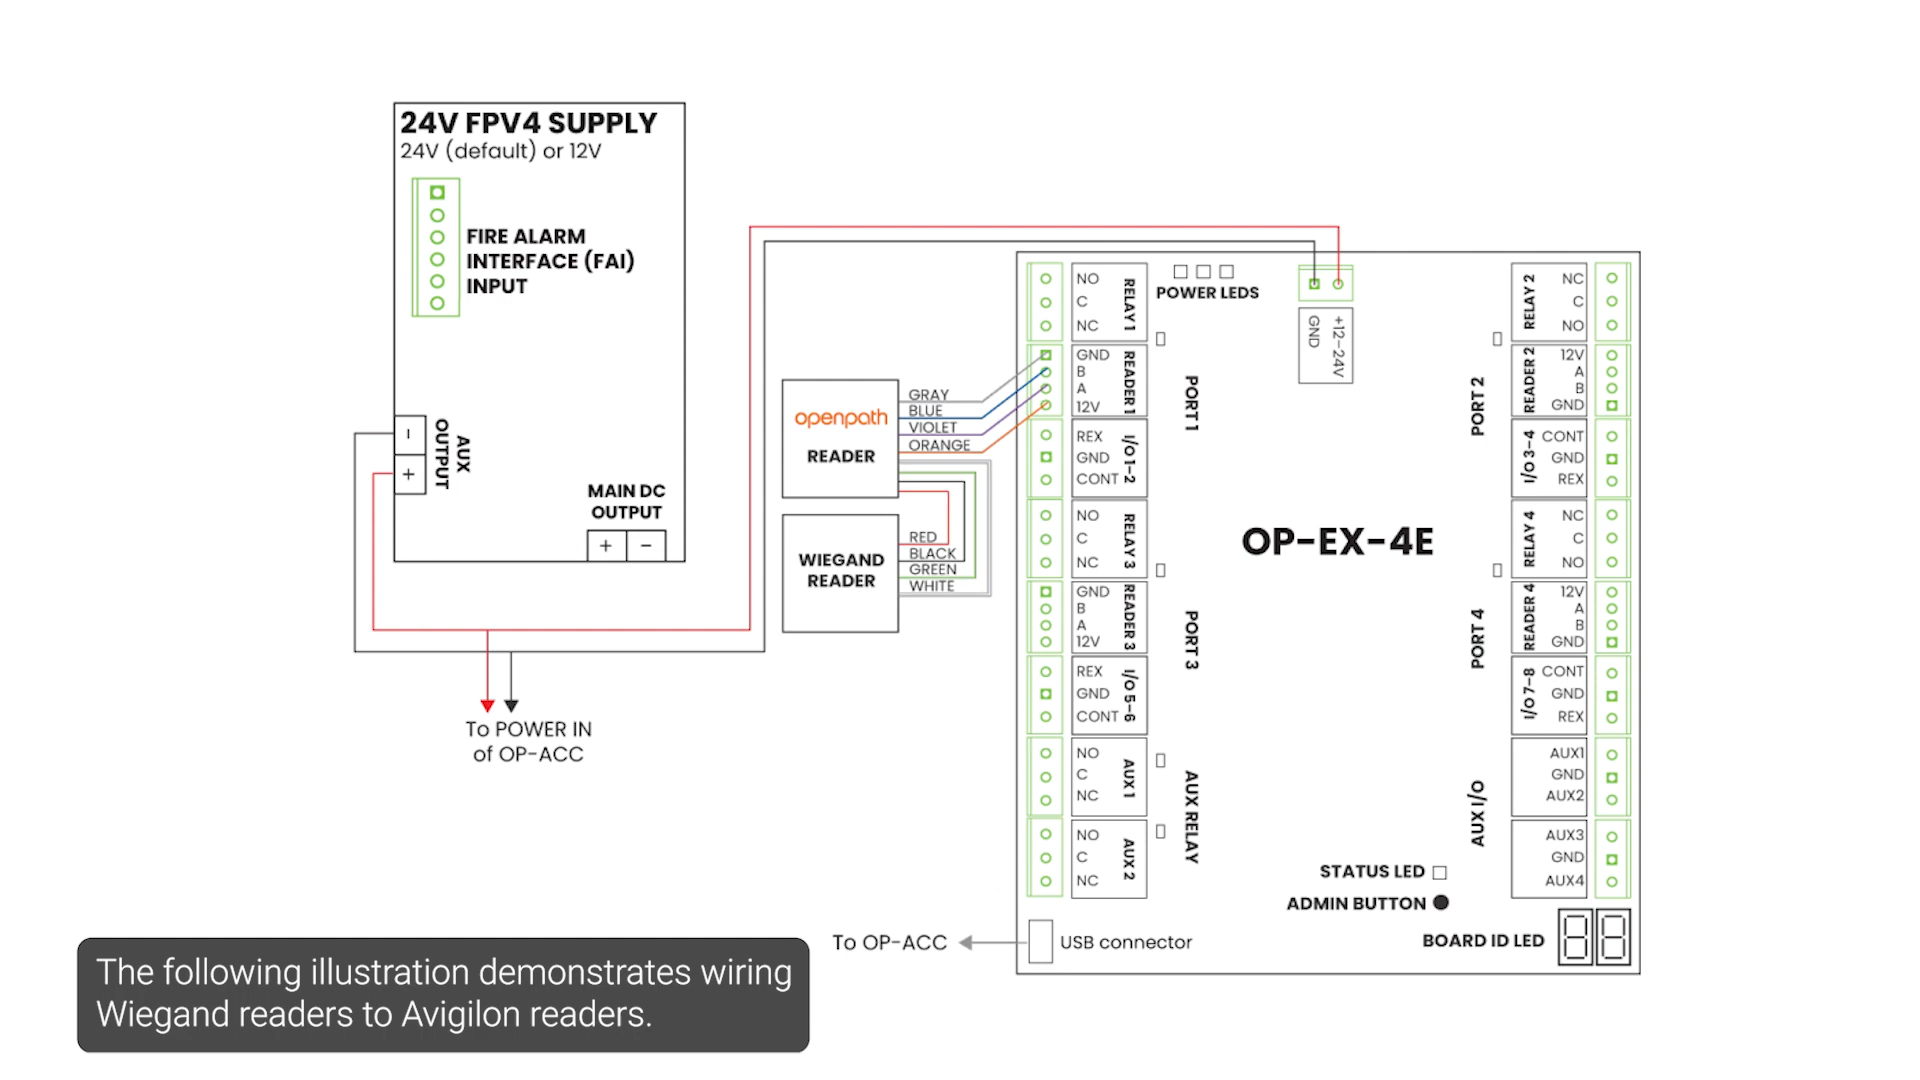 24V FPV4 SUPPLY
24V (default) or 12V
FIRE ALARM
INTERFACE (FAI)
INPUT
AUX
OUTPUT
−
+
MAIN DC
OUTPUT
+ −
To POWER IN
of OP-ACC
openpath
READER
GRAY
BLUE
VIOLET
ORANGE
WIEGAND
READER
RED
BLACK
GREEN
WHITE
NO
C
NC
RELAY 1
GND
B
A
12V
READER 1
REX
GND
CONT
I/O 1-2
PORT 1
NO
C
NC
RELAY 3
GND
B
A
12V
READER 3
REX
GND
CONT
I/O 5-6
PORT 3
NO
C
NC
AUX 1
NO
C
NC
AUX 2
AUX RELAY
POWER LEDS
GND
+12-24V
OP-EX-4E
RELAY 2
NC
C
NO
READER 2
12V
A
B
GND
I/O 3-4
CONT
GND
REX
PORT 2
RELAY 4
NC
C
NO
READER 4
12V
A
B
GND
I/O 7-8
CONT
GND
REX
PORT 4
AUX1
GND
AUX2
AUX3
GND
AUX4
AUX I/O
STATUS LED
ADMIN BUTTON
BOARD ID LED
88
To OP-ACC
USB connector
The following illustration demonstrates wiring
Wiegand readers to Avigilon readers.